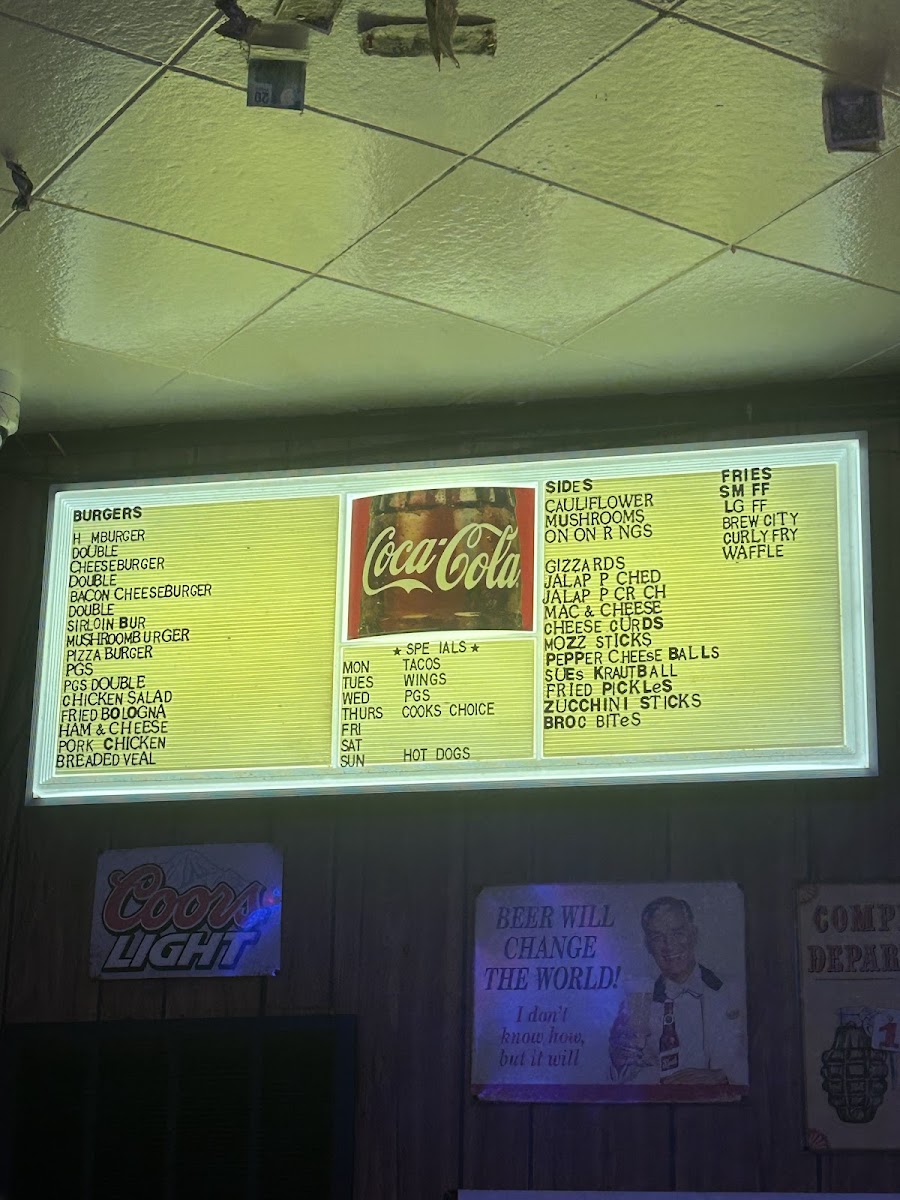 20
BURGERS
H MBURGER
DOUBLE
CHEESEBURGER
DOUBLE
BACON CHEESEBURGER
DOUBLE
SIRLOIN BUR
MUSHROOMBURGER
PIZZA BURGER
PGS
PGS DOUBLE
CHICKEN SALAD
FRIED BOLOGNA
HAM & CHEESE
PORK CHICKEN
BREADED VEAL
Coca-Cola
★ SPE IALS ★
MON TACOS
TUES WINGS
WED PGS
THURS COOKS CHOICE
FRI
SAT
SUN HOT DOGS
SIDES
CAULIFLOWER
MUSHROOMS
ON ON R NGS
GIZZARDS
JALAP P CHED
JALAP P CR CH
MAC & CHEESE
CHEESE CURDS
MOZZ STICKS
PEPPER CHEESE BALLS
SUEs KRAUTBALL
FRIED PICKLeS
ZUCCHINI STICKS
BROC BITeS
FRIES
SM FF
LG FF
BREW CITY
CURLY FRY
WAFFLE
Coors
LIGHT
BEER WILL
CHANGE
THE WORLD!
I don't
know how,
but it will
COMP
DEPAR
1